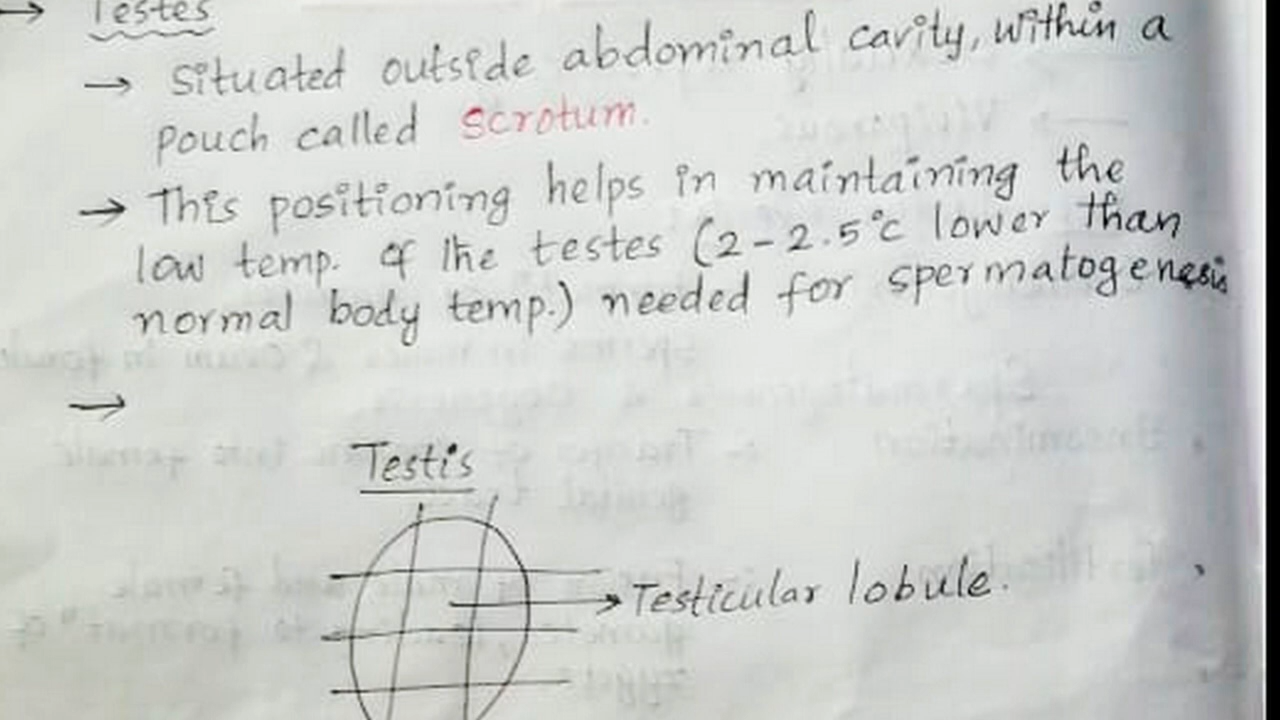 → Testes
→ Situated outside abdominal cavity, within a
pouch called scrotum.
→ This positioning helps in maintaining the
low temp. of the testes (2-2.5°c lower than
normal body temp.) needed for spermatogenesis
→
Testis
→ Testicular lobule.